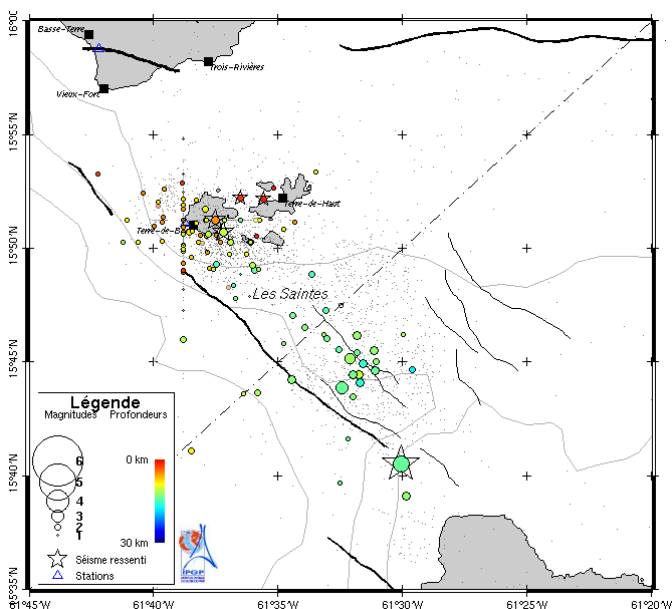 16°00'
Basse-Terre
Trois-Rivières
Vieux-Fort
15°55'N
Terre-de-Haut
Terre-de-B
15°50'N
Les Saintes
15°45'N
Légende
Magnitudes Profondeurs
6 0 km
5
4
3
2
1 30 km
Séisme ressenti
Stations
IPGP
15°40'N
15°35'N
61°45'W 61°40'W 61°35'W 61°30'W 61°25'W 61°20'W